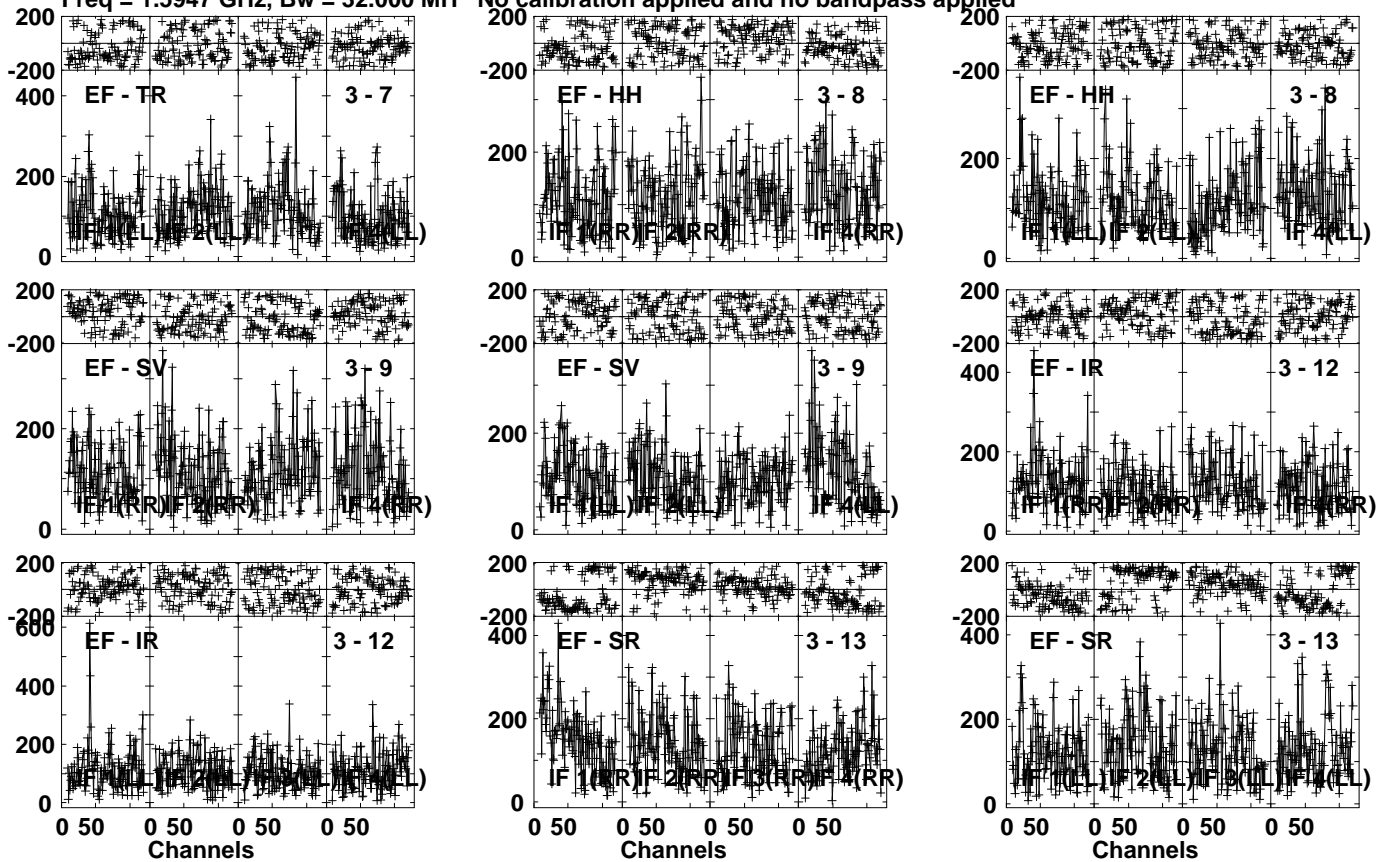 Freq = 1.5947 GHz, Bw = 32.000 MH No calibration applied and no bandpass applied
200
-200
400
200
0
EF - TR
3 - 7
IF 1(LL)
IF 2(LL)
IF 4(LL)
200
-200
200
0
EF - HH
3 - 8
IF 1(RR)
IF 2(RR)
IF 4(RR)
200
-200
200
0
EF - HH
3 - 8
IF 1(LL)
IF 2(LL)
IF 4(LL)
200
-200
200
0
EF - SV
3 - 9
IF 1(RR)
IF 2(RR)
IF 4(RR)
200
-200
200
0
EF - SV
3 - 9
IF 1(LL)
IF 2(LL)
IF 4(LL)
200
-200
400
200
0
EF - IR
3 - 12
IF 1(RR)
IF 2(RR)
IF 4(RR)
200
-200
600
400
200
0
EF - IR
3 - 12
IF 1(LL)
IF 2(LL)
IF 3(LL)
IF 4(LL)
0 50 0 50 0 50 0 50
Channels
200
-200
400
200
0
EF - SR
3 - 13
IF 1(RR)
IF 2(RR)
IF 3(RR)
IF 4(RR)
0 50 0 50 0 50 0 50
Channels
200
-200
400
200
0
EF - SR
3 - 13
IF 1(LL)
IF 2(LL)
IF 3(LL)
IF 4(LL)
0 50 0 50 0 50 0 50
Channels